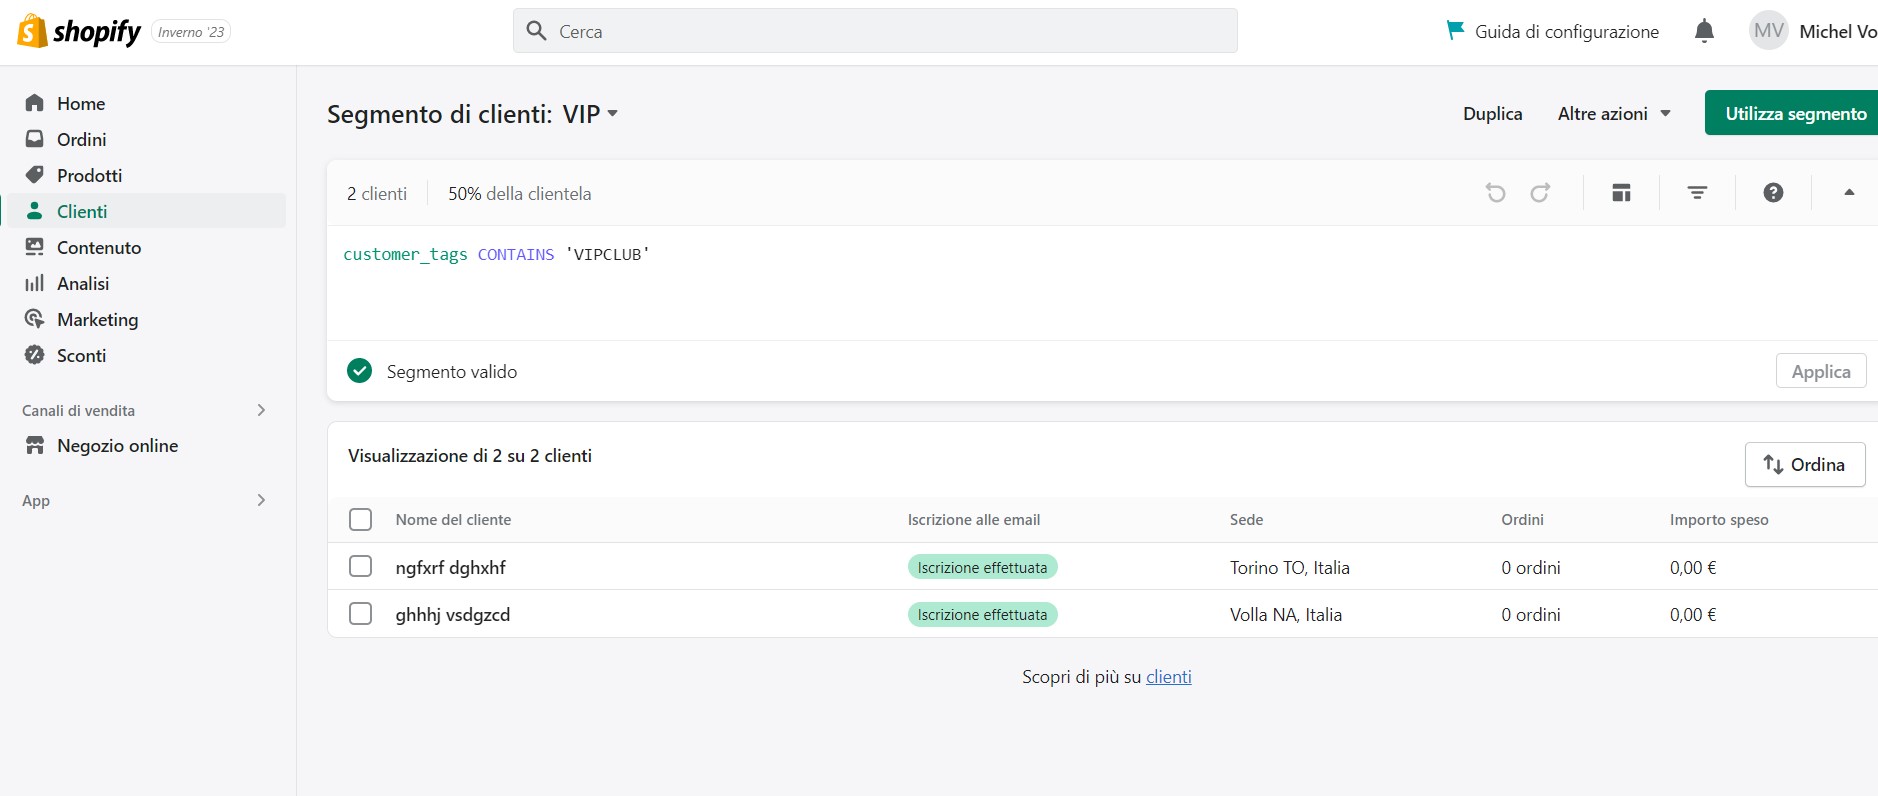 shopify Inverno '23 Cerca Guida di configurazione MV Michel Vo
Home
Ordini
Prodotti
Clienti
Contenuto
Analisi
Marketing
Sconti
Canali di vendita
Negozio online
App
Segmento di clienti: VIP Duplica Altre azioni Utilizza segmento
2 clienti 50% della clientela
customer_tags CONTAINS 'VIPCLUB'
Segmento valido Applica
Visualizzazione di 2 su 2 clienti Ordina
Nome del cliente Iscrizione alle email Sede Ordini Importo speso
ngfxrf dghxhf Iscrizione effettuata Torino TO, Italia 0 ordini 0,00 €
ghhhj vsdgzcd Iscrizione effettuata Volla NA, Italia 0 ordini 0,00 €
Scopri di più su clienti